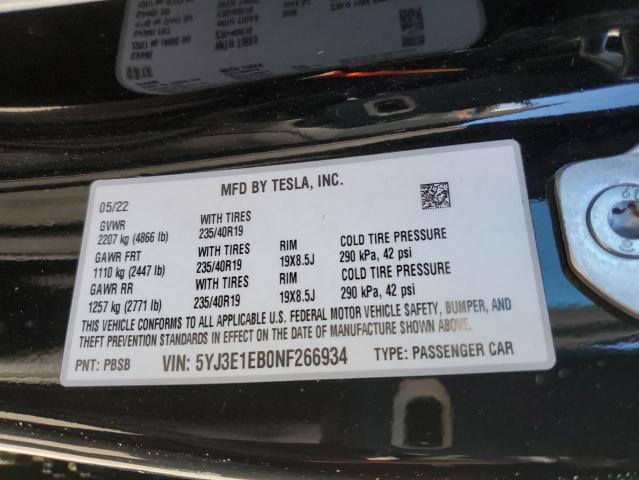 MFD BY TESLA, INC.
05/22
GVWR WITH TIRES
2207 kg (4866 lb) 235/40R19
GAWR FRT WITH TIRES RIM COLD TIRE PRESSURE
1110 kg (2447 lb) 235/40R19 19X8.5J 290 kPa, 42 psi
GAWR RR WITH TIRES RIM COLD TIRE PRESSURE
1257 kg (2771 lb) 235/40R19 19X8.5J 290 kPa, 42 psi
THIS VEHICLE CONFORMS TO ALL APPLICABLE U.S. FEDERAL MOTOR VEHICLE SAFETY, BUMPER, AND
THEFT PREVENTION STANDARDS IN EFFECT ON THE DATE OF MANUFACTURE SHOWN ABOVE.
PNT: PBSB VIN: 5YJ3E1EB0NF266934 TYPE: PASSENGER CAR